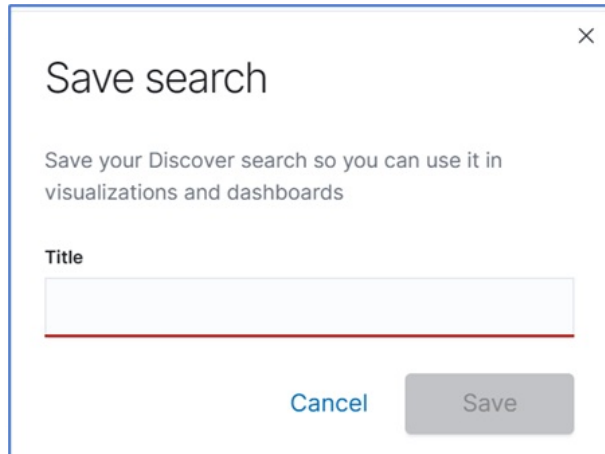 Save search
Save your Discover search so you can use it in
visualizations and dashboards
Title
Cancel
Save